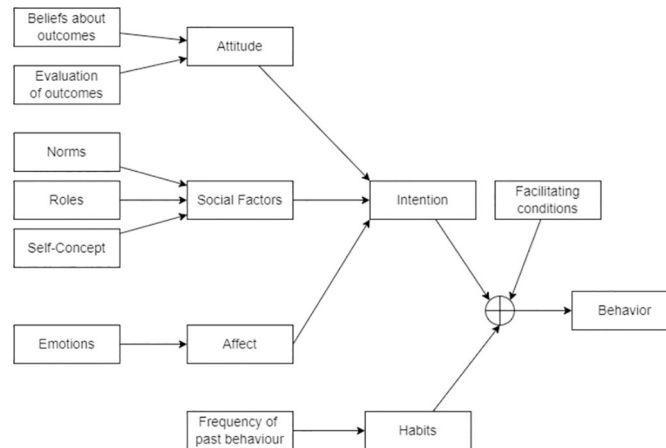 Beliefs about
outcomes
Attitude
Evaluation
of outcomes
Norms
Roles
Social Factors
Intention
Facilitating
conditions
Self-Concept
Behavior
Emotions
Affect
Frequency of
past behaviour
Habits